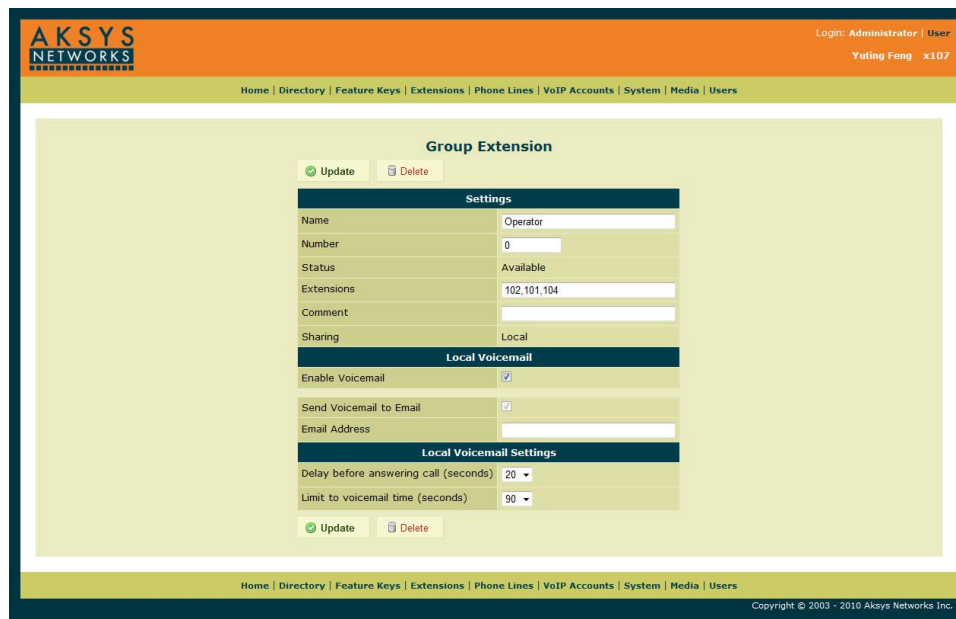 AKSYS
NETWORKS
Login: Administrator | User
Yuting Feng x107
Home | Directory | Feature Keys | Extensions | Phone Lines | VoIP Accounts | System | Media | Users
Group Extension
Update Delete
Settings
Name Operator
Number 0
Status Available
Extensions 102,101,104
Comment
Sharing Local
Local Voicemail
Enable Voicemail
Send Voicemail to Email
Email Address
Local Voicemail Settings
Delay before answering call (seconds) 20
Limit to voicemail time (seconds) 90
Update Delete
Home | Directory | Feature Keys | Extensions | Phone Lines | VoIP Accounts | System | Media | Users
Copyright © 2003 - 2010 Aksys Networks Inc.